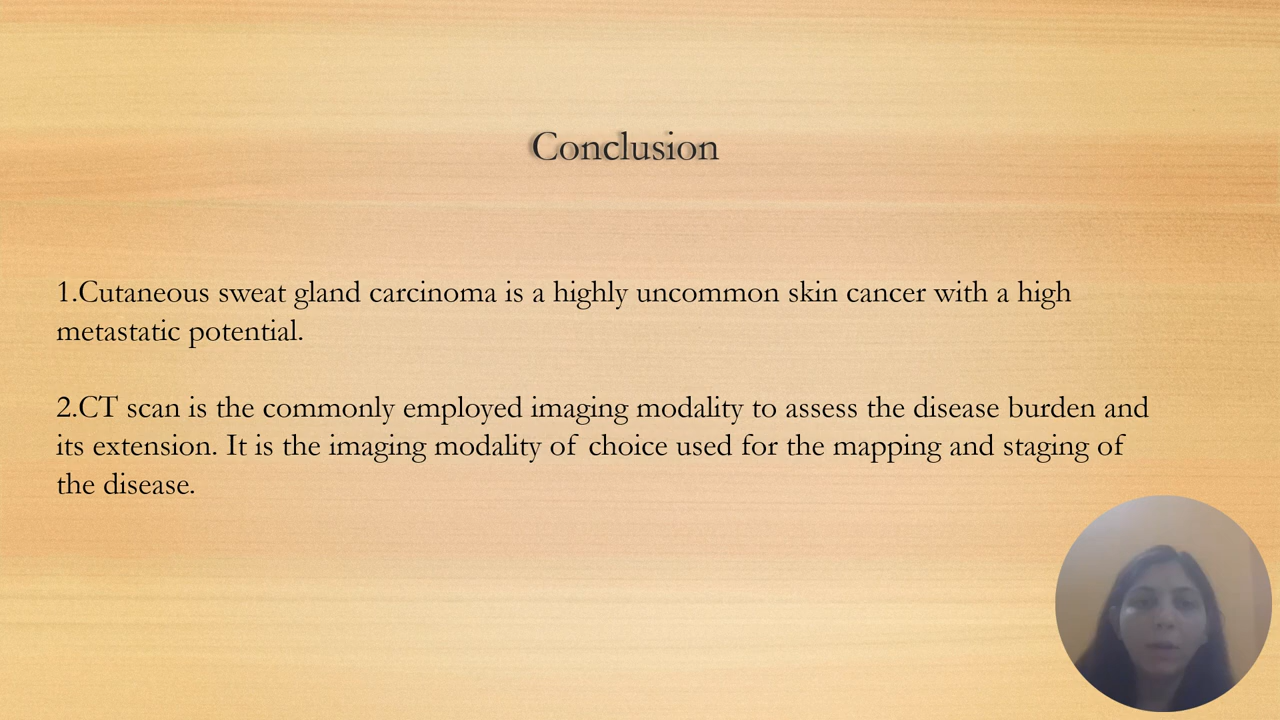 Conclusion
1.Cutaneous sweat gland carcinoma is a highly uncommon skin cancer with a high
metastatic potential.
2.CT scan is the commonly employed imaging modality to assess the disease burden and
its extension. It is the imaging modality of choice used for the mapping and staging of
the disease.